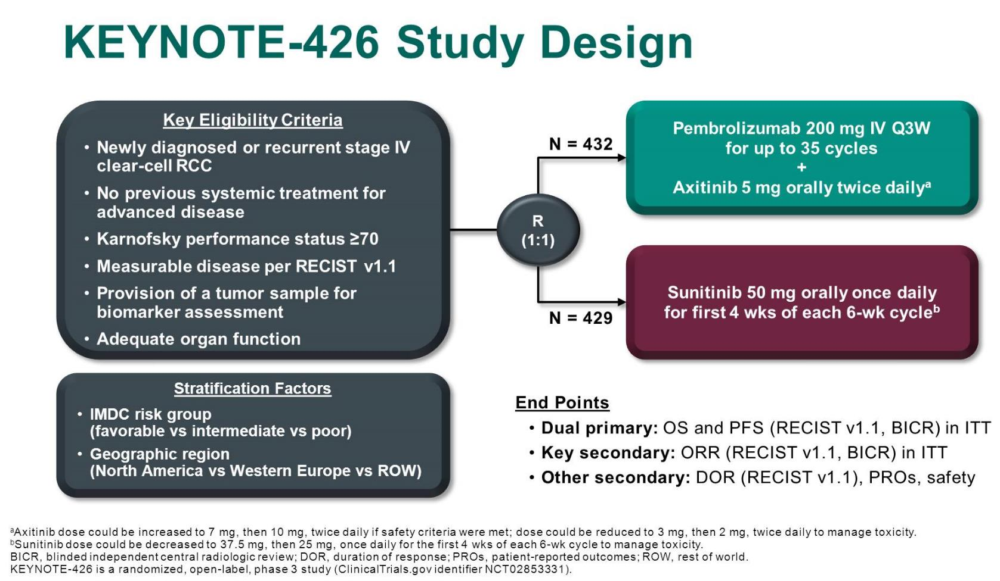 KEYNOTE-426 Study Design
Key Eligibility Criteria
• Newly diagnosed or recurrent stage IV
clear-cell RCC
• No previous systemic treatment for
advanced disease
• Karnofsky performance status ≥70
• Measurable disease per RECIST v1.1
• Provision of a tumor sample for
biomarker assessment
• Adequate organ function
Stratification Factors
• IMDC risk group
(favorable vs intermediate vs poor)
• Geographic region
(North America vs Western Europe vs ROW)
R
(1:1)
N = 432
Pembrolizumab 200 mg IV Q3W
for up to 35 cycles
+
Axitinib 5 mg orally twice dailyᵃ
N = 429
Sunitinib 50 mg orally once daily
for first 4 wks of each 6-wk cycleᵇ
End Points
• Dual primary: OS and PFS (RECIST v1.1, BICR) in ITT
• Key secondary: ORR (RECIST v1.1, BICR) in ITT
• Other secondary: DOR (RECIST v1.1), PROs, safety
ᵃAxitinib dose could be increased to 7 mg, then 10 mg, twice daily if safety criteria were met; dose could be reduced to 3 mg, then 2 mg, twice daily to manage toxicity.
ᵇSunitinib dose could be decreased to 37.5 mg, then 25 mg, once daily for the first 4 wks of each 6-wk cycle to manage toxicity.
BICR, blinded independent central radiologic review; DOR, duration of response; PROs, patient-reported outcomes; ROW, rest of world.
KEYNOTE-426 is a randomized, open-label, phase 3 study (ClinicalTrials.gov identifier NCT02853331).